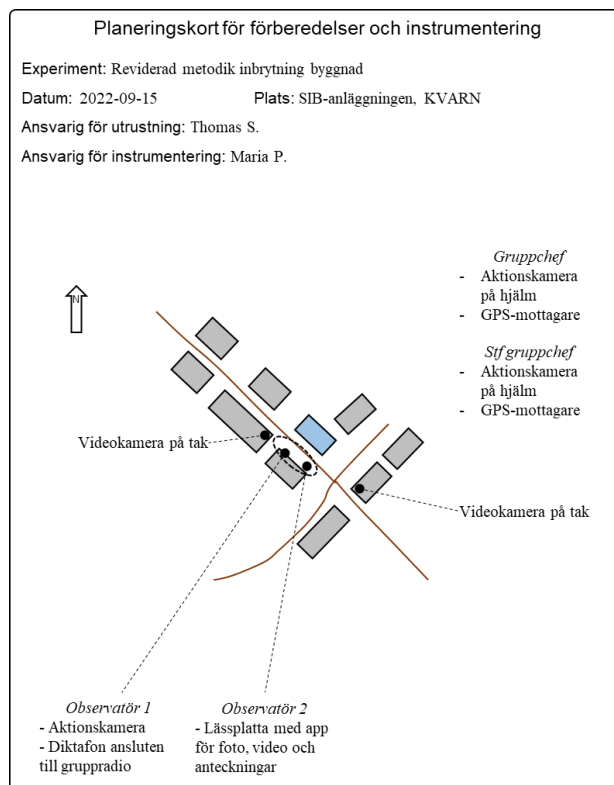 Planeringskort för förberedelser och instrumentering
Experiment: Reviderad metodik inbrytning byggnad
Datum: 2022-09-15 Plats: SIB-anläggningen, KVARN
Ansvarig för utrustning: Thomas S.
Ansvarig för instrumentering: Maria P.
N
Gruppchef
- Aktionskamera
på hjälm
- GPS-mottagare
Stf gruppchef
- Aktionskamera
på hjälm
- GPS-mottagare
Videokamera på tak
Videokamera på tak
Observatör 1
- Aktionskamera
- Diktafon ansluten
till gruppradio
Observatör 2
- Lässplatta med app
för foto, video och
anteckningar